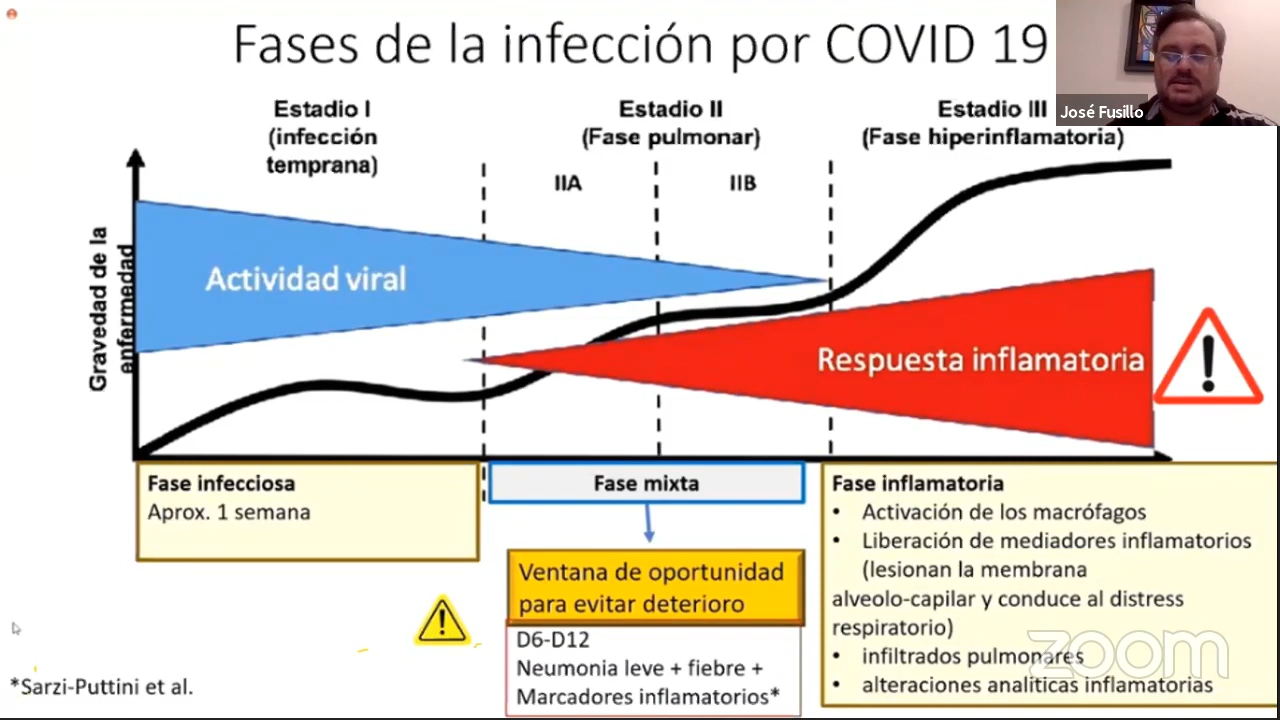 Fases de la infección por COVID 19
José Fusillo
Estadio I
(infección
temprana)
Estadio II
(Fase pulmonar)
Estadio III
(Fase hiperinflamatoria)
IIA
IIB
Gravedad de la
enfermedad
Actividad viral
Respuesta inflamatoria
Fase infecciosa
Aprox. 1 semana
Fase mixta
Ventana de oportunidad
para evitar deterioro
D6-D12
Neumonia leve + fiebre +
Marcadores inflamatorios*
Fase inflamatoria
• Activación de los macrófagos
• Liberación de mediadores inflamatorios
(lesionan la membrana
alveolo-capilar y conduce al distress
respiratorio)
• infiltrados pulmonares
• alteraciones analíticas inflamatorias
zoom
*Sarzi-Puttini et al.